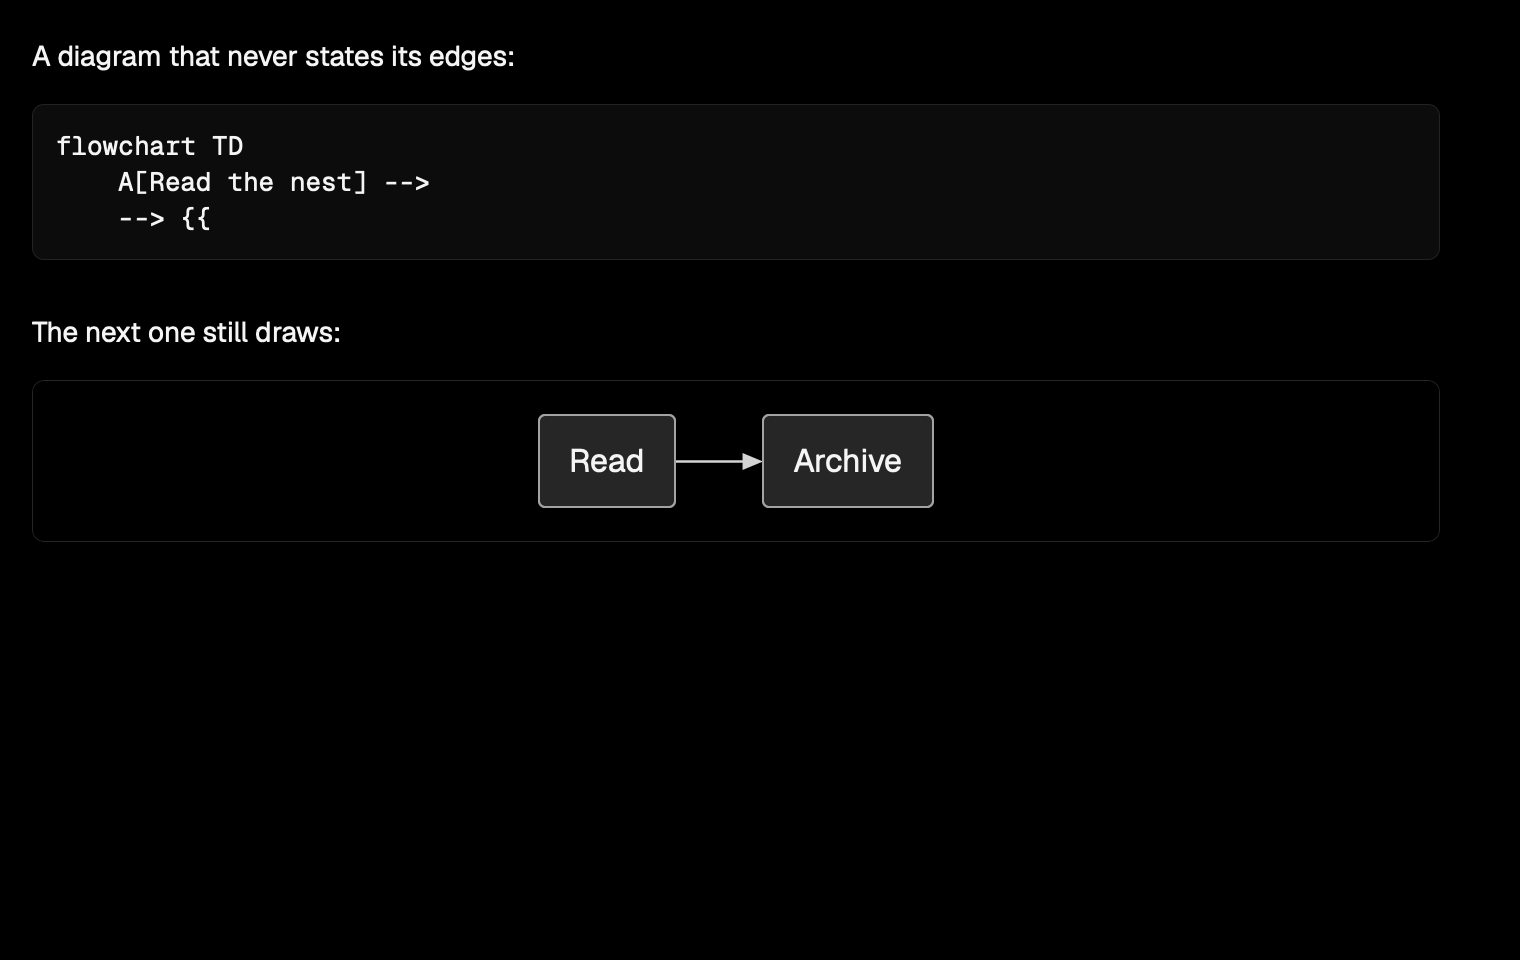 A diagram that never states its edges:
flowchart TD
    A[Read the nest] -->
    --> {{
The next one still draws:
Read
Archive